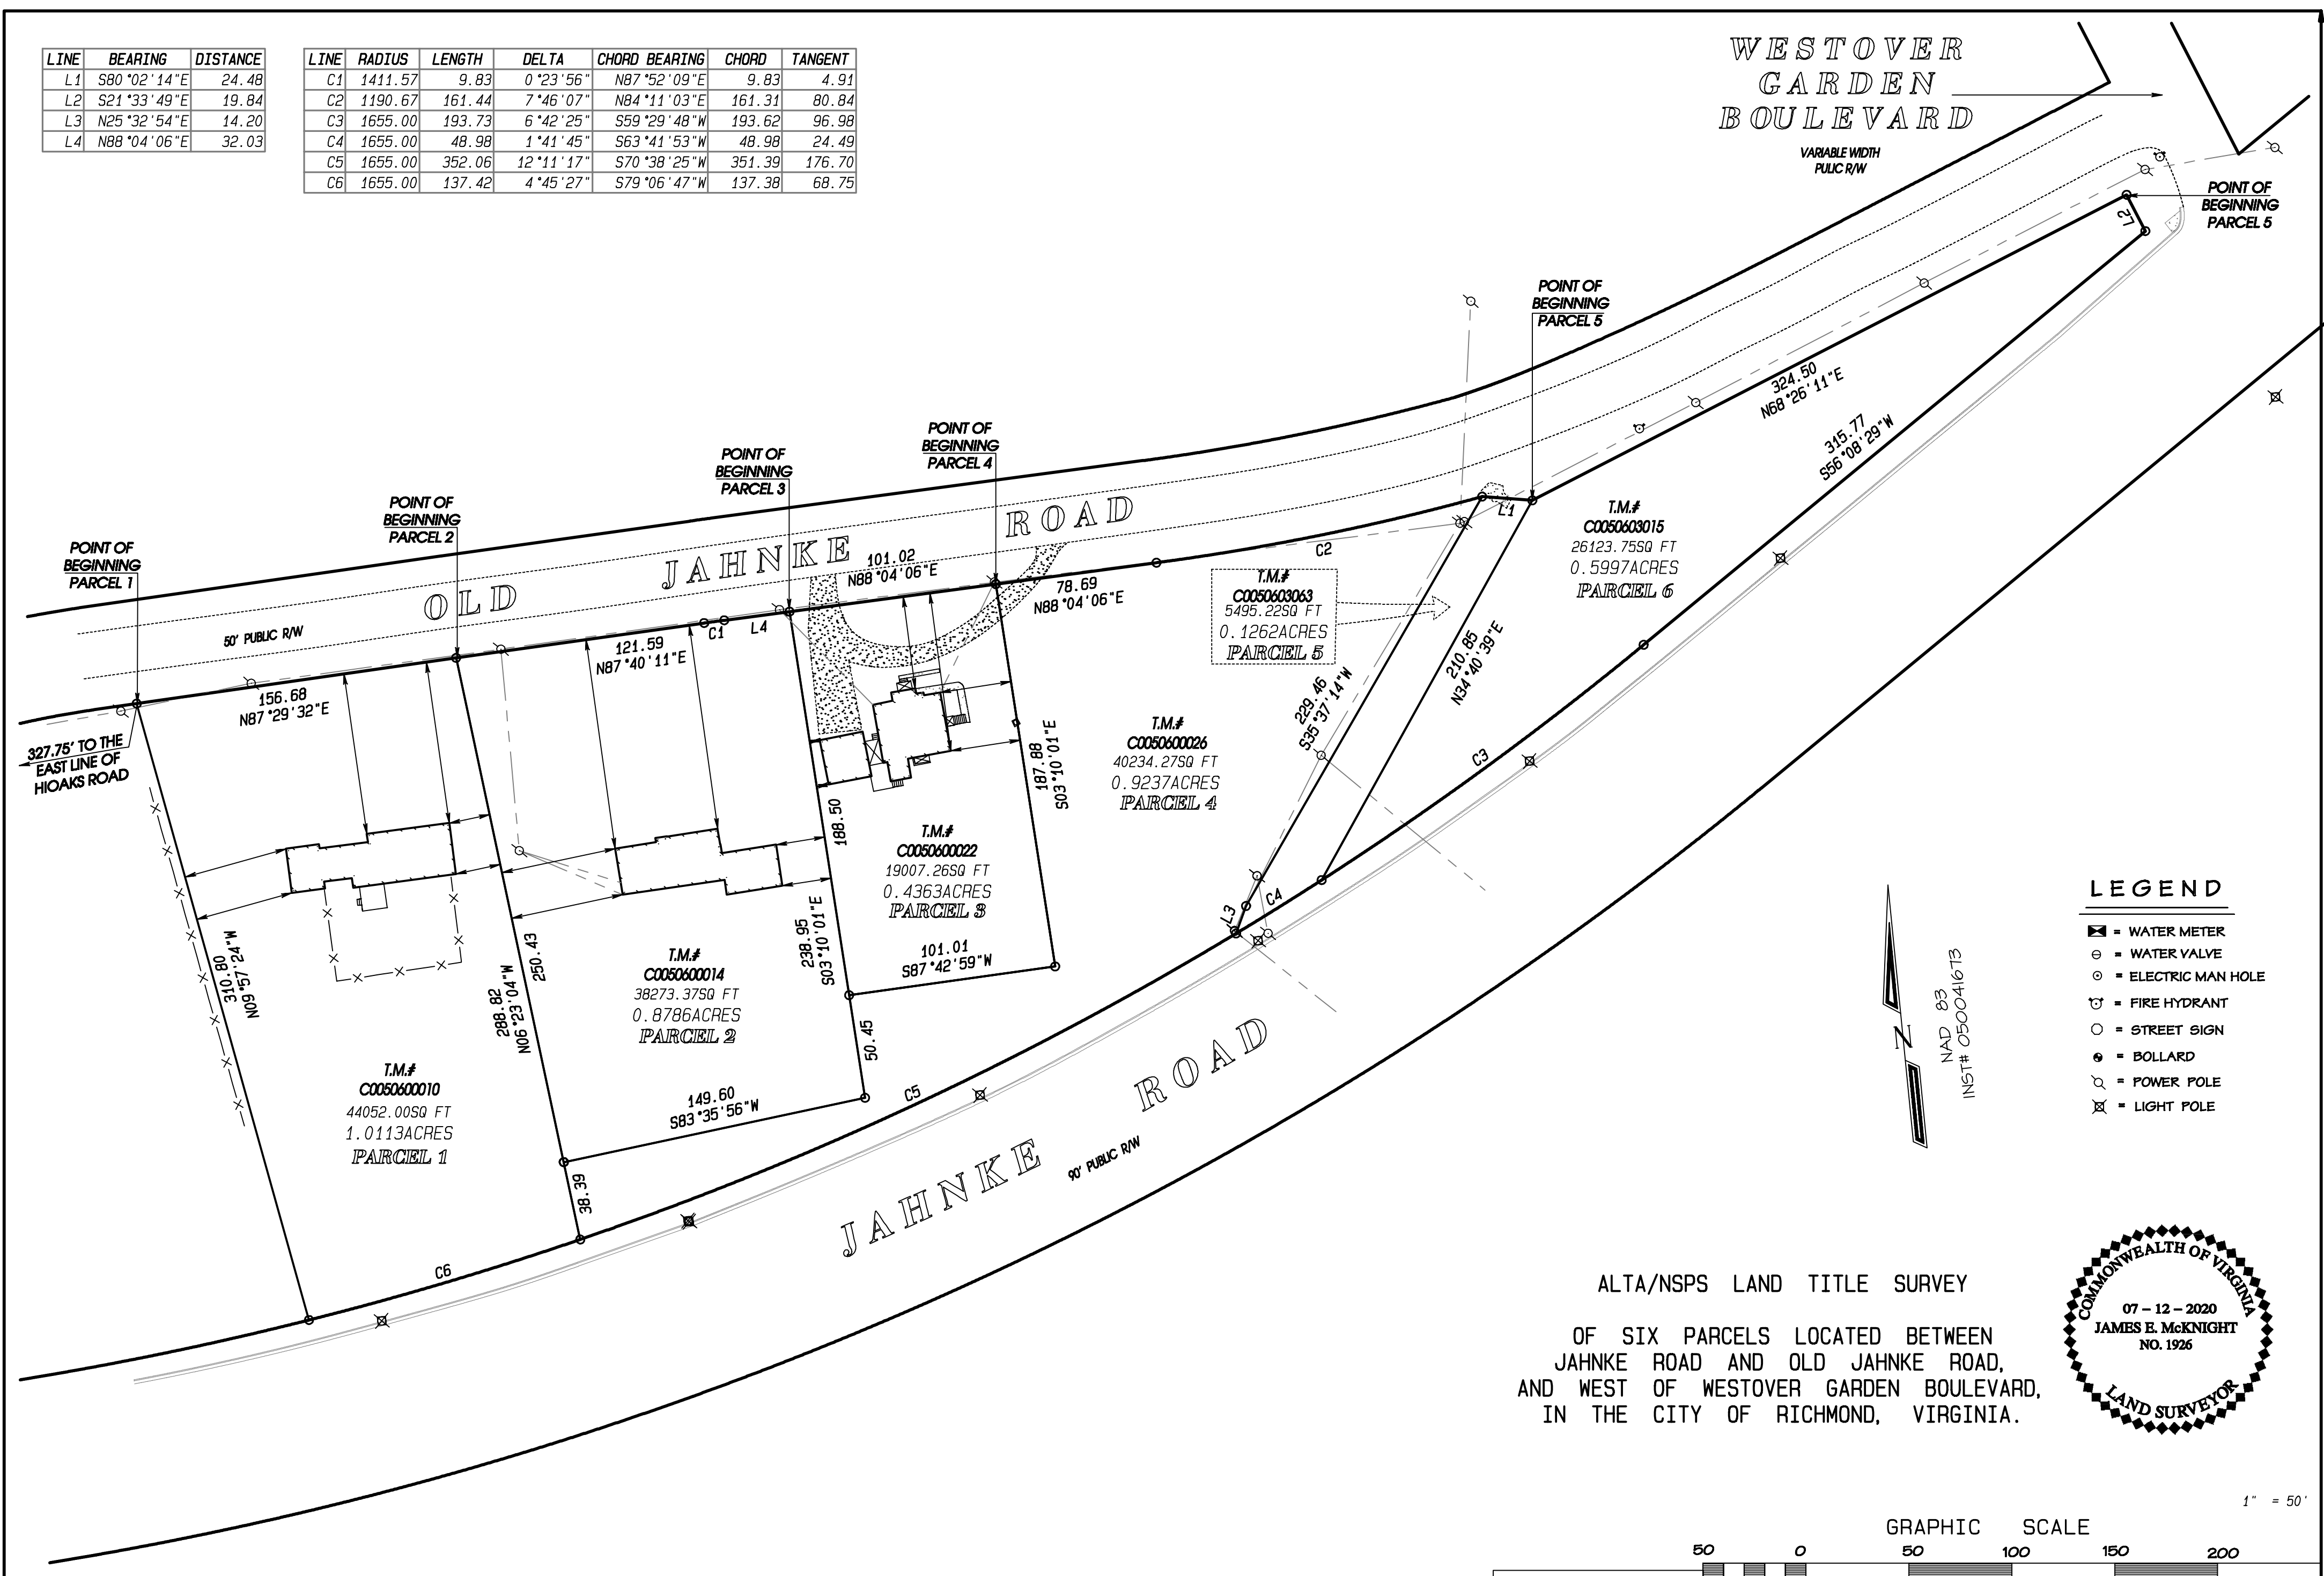 LINE BEARING DISTANCE
L1 S80°02'14"E 24.48
L2 S21°33'49"E 19.84
L3 N25°32'54"E 14.20
L4 N88°04'06"E 32.03
LINE RADIUS LENGTH DELTA CHORD BEARING CHORD TANGENT
C1 1411.57 9.83 0°23'56" N87°52'09"E 9.83 4.91
C2 1190.67 161.44 7°46'07" N84°11'03"E 161.31 80.84
C3 1655.00 193.73 6°42'25" S59°29'48"W 193.62 96.98
C4 1655.00 48.98 1°41'45" S63°41'53"W 48.98 24.49
C5 1655.00 352.06 12°11'17" S70°38'25"W 351.39 176.70
C6 1655.00 137.42 4°45'27" S79°06'47"W 137.38 68.75
WESTOVER
GARDEN
BOULEVARD
VARIABLE WIDTH
PULIC R/W
POINT OF
BEGINNING
PARCEL 5
L2
POINT OF
BEGINNING
PARCEL 5
324.50
N68°26'11"E
315.77
S56°08'29"W
POINT OF
BEGINNING
PARCEL 4
POINT OF
BEGINNING
PARCEL 3
POINT OF
BEGINNING
PARCEL 2
POINT OF
BEGINNING
PARCEL 1
OLD JAHNKE ROAD
50' PUBLIC R/W
156.68
N87°29'32"E
121.59
N87°40'11"E
C1
L4
101.02
N88°04'06"E
78.69
N88°04'06"E
C2
L1
327.75' TO THE
EAST LINE OF
HIOAKS ROAD
T.M.#
C0050603015
26123.75SQ FT
0.5997ACRES
PARCEL 6
T.M.#
C0050603063
5495.22SQ FT
0.1262ACRES
PARCEL 5
210.85
N34°40'39"E
229.46
S35°37'14"W
T.M.#
C0050600026
40234.27SQ FT
0.9237ACRES
PARCEL 4
187.88
S03°10'01"E
C3
188.50
T.M.#
C0050600022
19007.26SQ FT
0.4363ACRES
PARCEL 3
101.01
S87°42'59"W
L3
C4
238.95
S03°10'01"E
50.45
T.M.#
C0050600014
38273.37SQ FT
0.8786ACRES
PARCEL 2
149.60
S83°35'56"W
250.43
288.82
N06°23'04"W
38.39
310.80
N09°57'24"W
T.M.#
C0050600010
44052.00SQ FT
1.0113ACRES
PARCEL 1
C5
C6
JAHNKE ROAD
90' PUBLIC R/W
N
NAD 83
INST# 050041673
LEGEND
= WATER METER
= WATER VALVE
= ELECTRIC MAN HOLE
= FIRE HYDRANT
= STREET SIGN
= BOLLARD
= POWER POLE
= LIGHT POLE
ALTA/NSPS LAND TITLE SURVEY
OF SIX PARCELS LOCATED BETWEEN
JAHNKE ROAD AND OLD JAHNKE ROAD,
AND WEST OF WESTOVER GARDEN BOULEVARD,
IN THE CITY OF RICHMOND, VIRGINIA.
COMMONWEALTH OF VIRGINIA
07 - 12 - 2020
JAMES E. McKNIGHT
NO. 1926
LAND SURVEYOR
1" = 50'
GRAPHIC SCALE
50 0 50 100 150 200